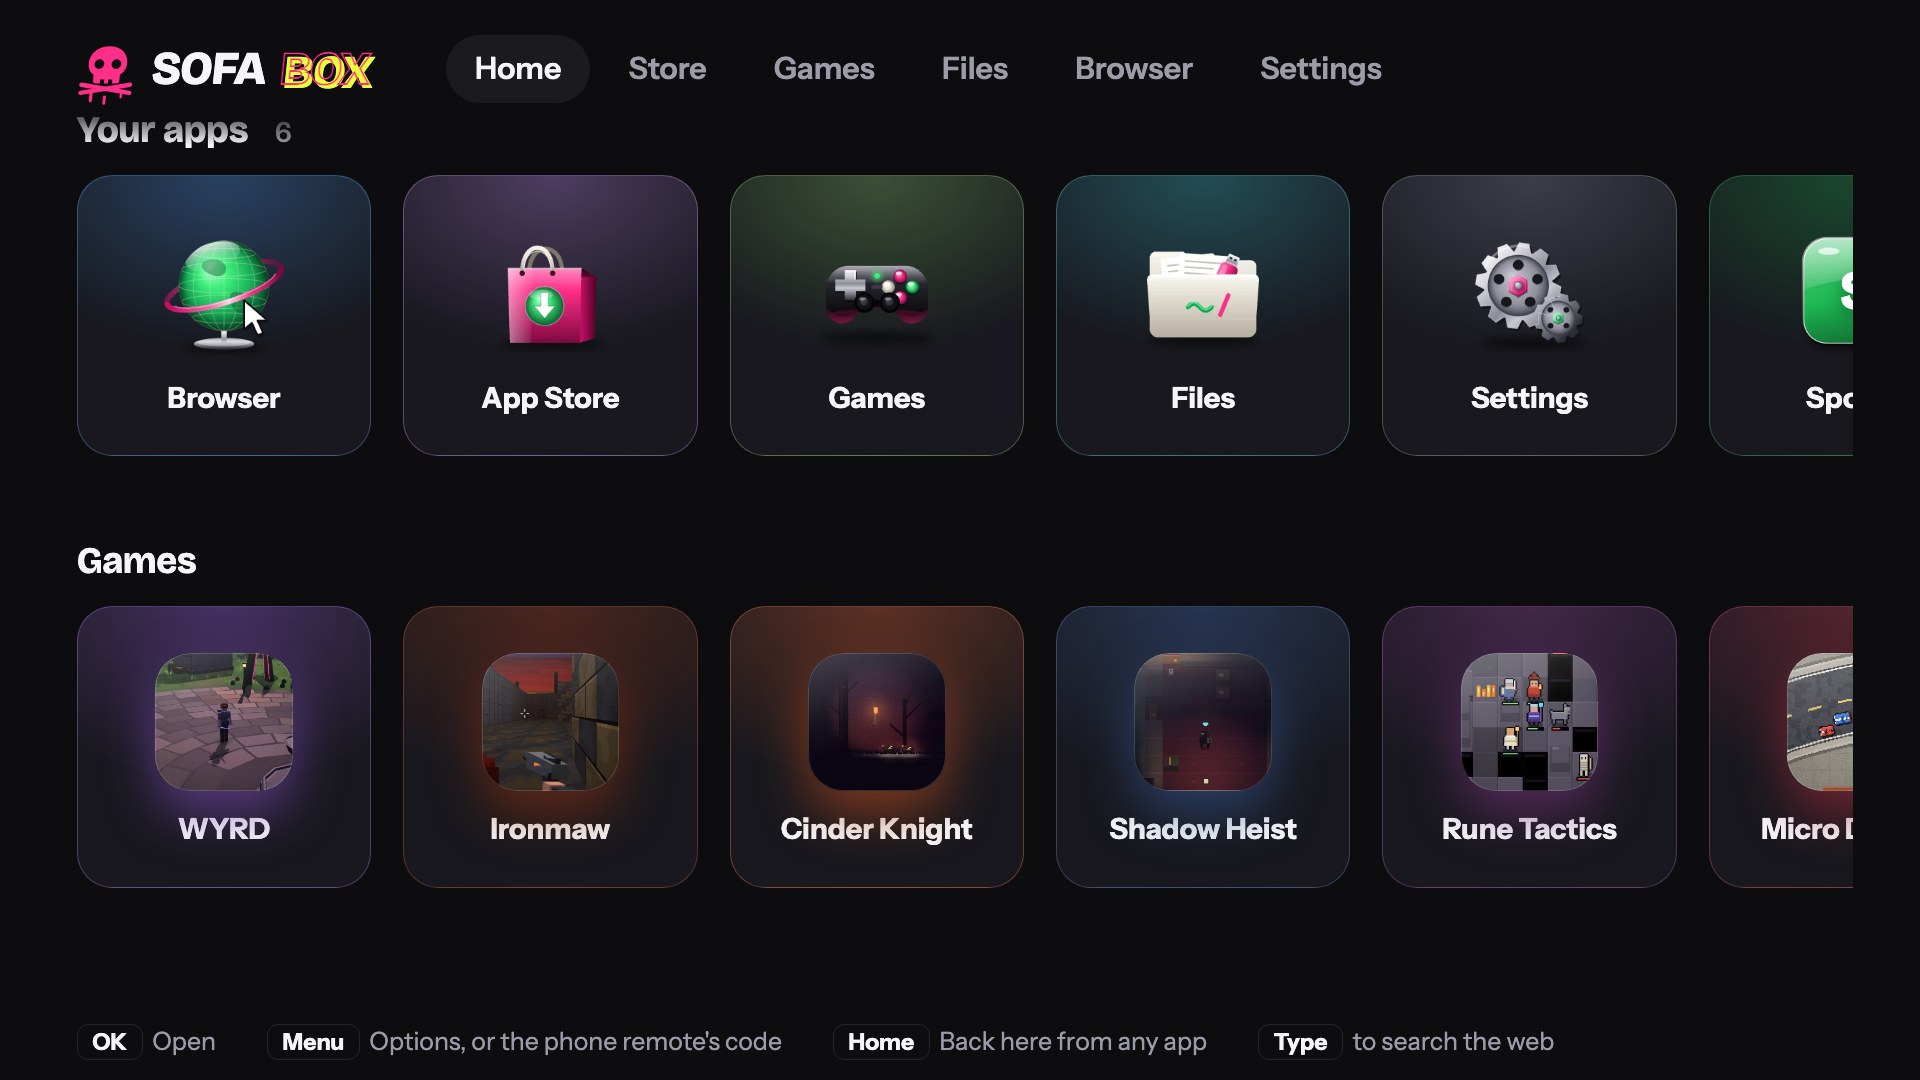 SOFA BOX
Home
Store
Games
Files
Browser
Settings
Your apps 6
Browser
App Store
Games
Files
Settings
Games
WYRD
Ironmaw
Cinder Knight
Shadow Heist
Rune Tactics
Micro
OK Open
Menu Options, or the phone remote's code
Home Back here from any app
Type to search the web